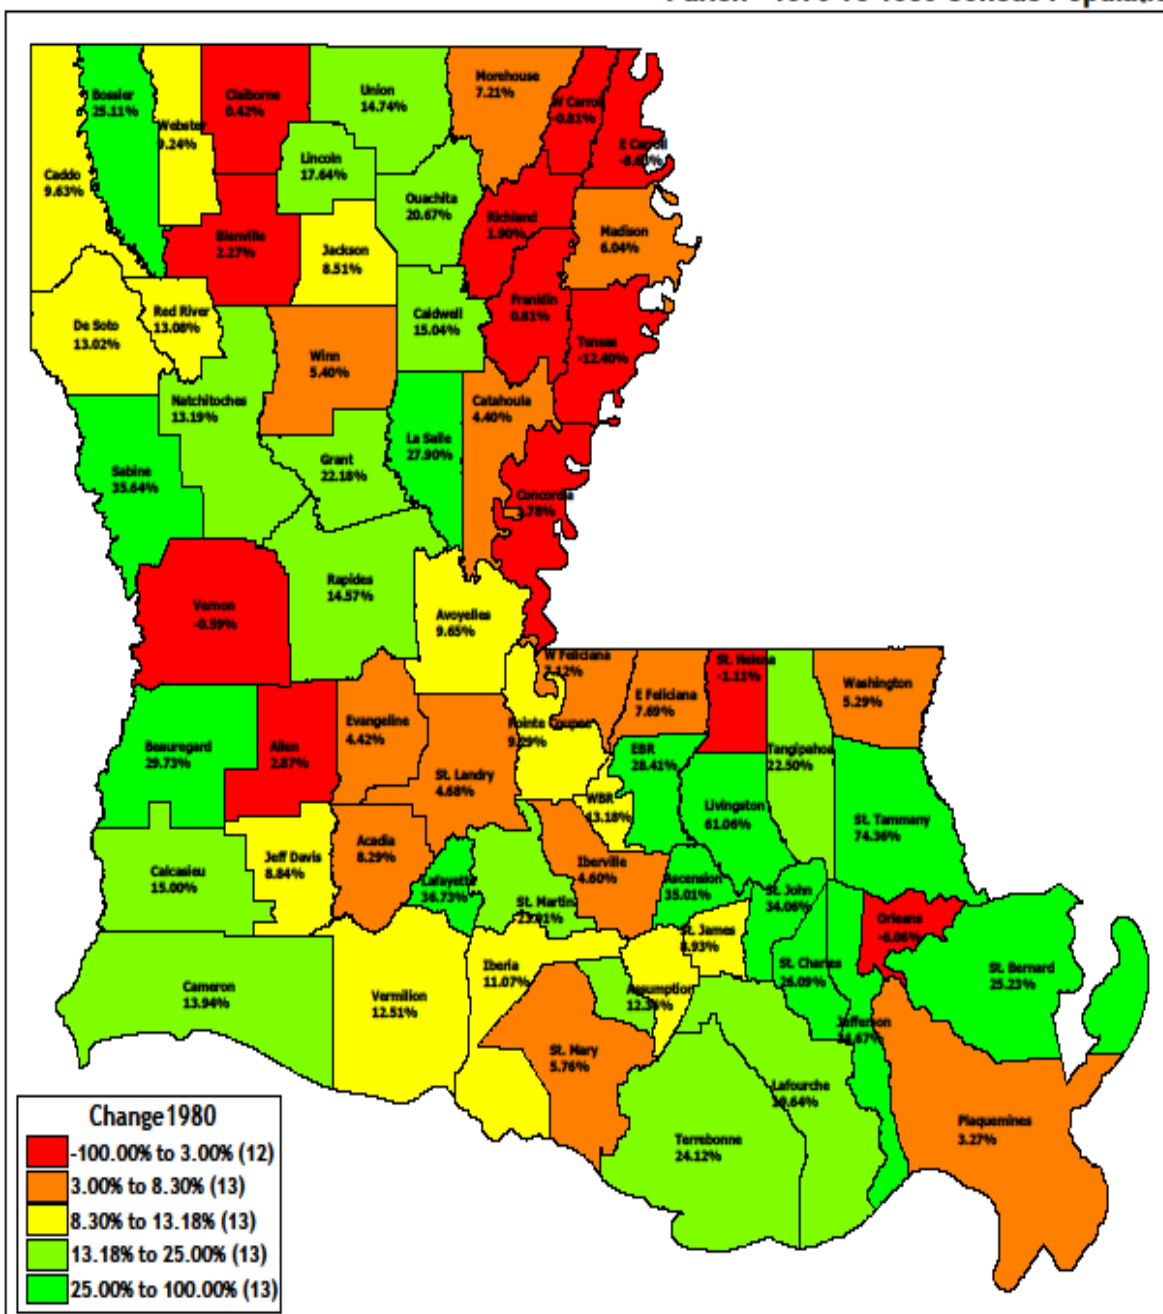 Morehouse
7.21%
Union
14.74%
Claiborne
0.42%
Bossier
25.11%
W Carroll
-0.81%
Webster
9.24%
E Carroll
Lincoln
17.64%
Caddo
9.63%
Ouachita
20.67%
Richland
1.90%
Madison
6.04%
Bienville
2.27%
Jackson
8.51%
Franklin
0.81%
Red River
13.08%
Caldwell
15.04%
De Soto
13.02%
Tensas
-12.40%
Winn
5.40%
Natchitoches
13.19%
Catahoula
4.40%
La Salle
27.90%
Grant
22.18%
Sabine
35.64%
Concordia
Rapides
14.57%
Vernon
-0.59%
Avoyelles
9.65%
W Feliciana
7.12%
St. Helena
-1.11%
E Feliciana
7.69%
Washington
5.29%
Evangeline
4.42%
Pointe Coupee
9.29%
Beauregard
29.73%
Allen
2.87%
EBR
28.41%
Tangipahoa
22.50%
St. Landry
4.68%
WBR
13.18%
Livingston
61.06%
St. Tammany
74.36%
Acadia
8.29%
Jeff Davis
8.84%
Iberville
4.60%
Calcasieu
15.00%
Lafayette
36.73%
Ascension
35.01%
St. John
34.06%
St. Martin
St. James
8.93%
Orleans
-6.06%
Iberia
11.07%
St. Charles
26.09%
St. Bernard
25.23%
Cameron
13.94%
Vermilion
12.51%
Assumption
Jefferson
St. Mary
5.76%
Lafourche
Plaquemines
3.27%
Terrebonne
24.12%
Change1980
-100.00% to 3.00% (12)
3.00% to 8.30% (13)
8.30% to 13.18% (13)
13.18% to 25.00% (13)
25.00% to 100.00% (13)